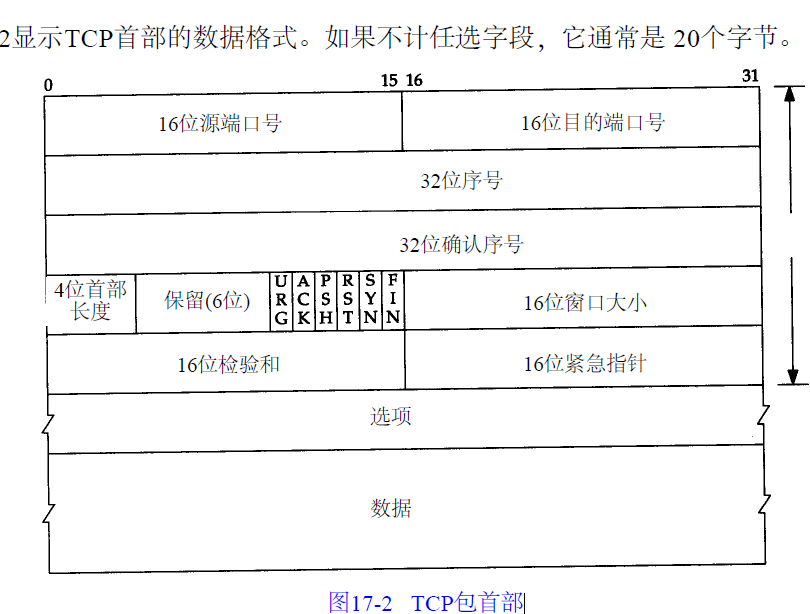 2显示TCP首部的数据格式。如果不计任选字段，它通常是 20个字节。
0 15 16 31
16位源端口号 16位目的端口号
32位序号
32位确认序号
4位首部长度 保留(6位) URG ACK PSH RST SYN FIN 16位窗口大小
16位检验和 16位紧急指针
选项
数据
图17-2 TCP包首部